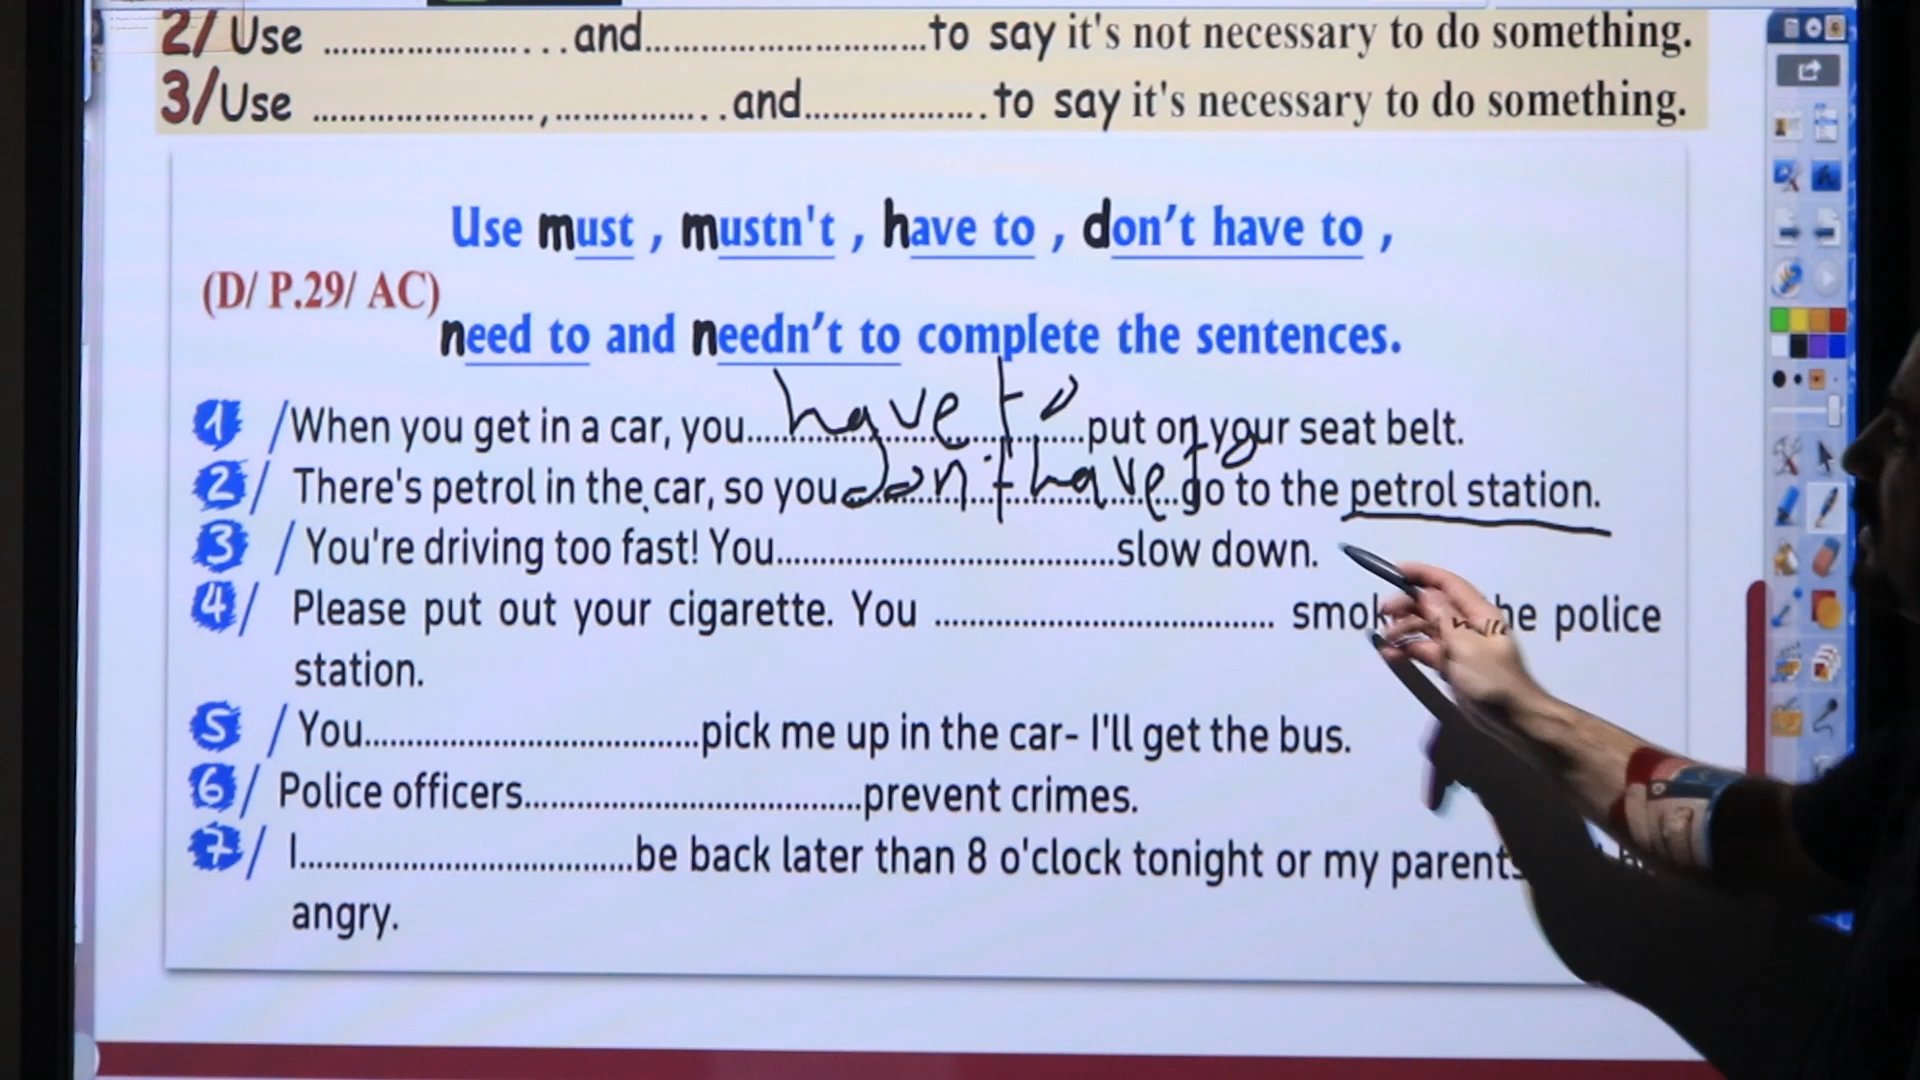 2/ Use .........................and..............................to say it's not necessary to do something.
3/Use ........................,...................and....................to say it's necessary to do something.
Use must , mustn't , have to , don't have to ,
(D/ P.29/ AC)
need to and needn't to complete the sentences.
1 /When you get in a car, you have to put on your seat belt.
2/ There's petrol in the car, so you don't have to go to the petrol station.
3 / You're driving too fast! You....................................slow down.
4/ Please put out your cigarette. You .................................... the police
station.
5 / You....................................pick me up in the car- I'll get the bus.
6/ Police officers....................................prevent crimes.
7/ I....................................be back later than 8 o'clock tonight or my parents
angry.